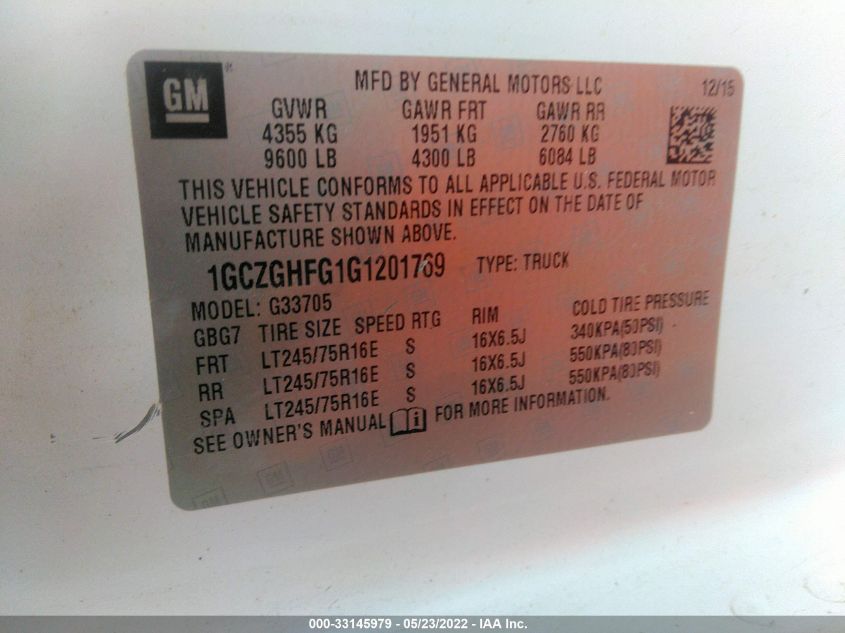 GM
MFD BY GENERAL MOTORS LLC 12/15
GVWR GAWR FRT GAWR RR
4355 KG 1951 KG 2760 KG
9600 LB 4300 LB 6084 LB
THIS VEHICLE CONFORMS TO ALL APPLICABLE U.S. FEDERAL MOTOR
VEHICLE SAFETY STANDARDS IN EFFECT ON THE DATE OF
MANUFACTURE SHOWN ABOVE.
1GCZGHFG1G1201769 TYPE: TRUCK
MODEL: G33705
GBG7 TIRE SIZE SPEED RTG RIM COLD TIRE PRESSURE
FRT LT245/75R16E S 16X6.5J 340KPA(50PSI)
RR LT245/75R16E S 16X6.5J 550KPA(80PSI)
SPA LT245/75R16E S 16X6.5J 550KPA(80PSI)
SEE OWNER'S MANUAL FOR MORE INFORMATION.
000-33145979 - 05/23/2022 - IAA Inc.